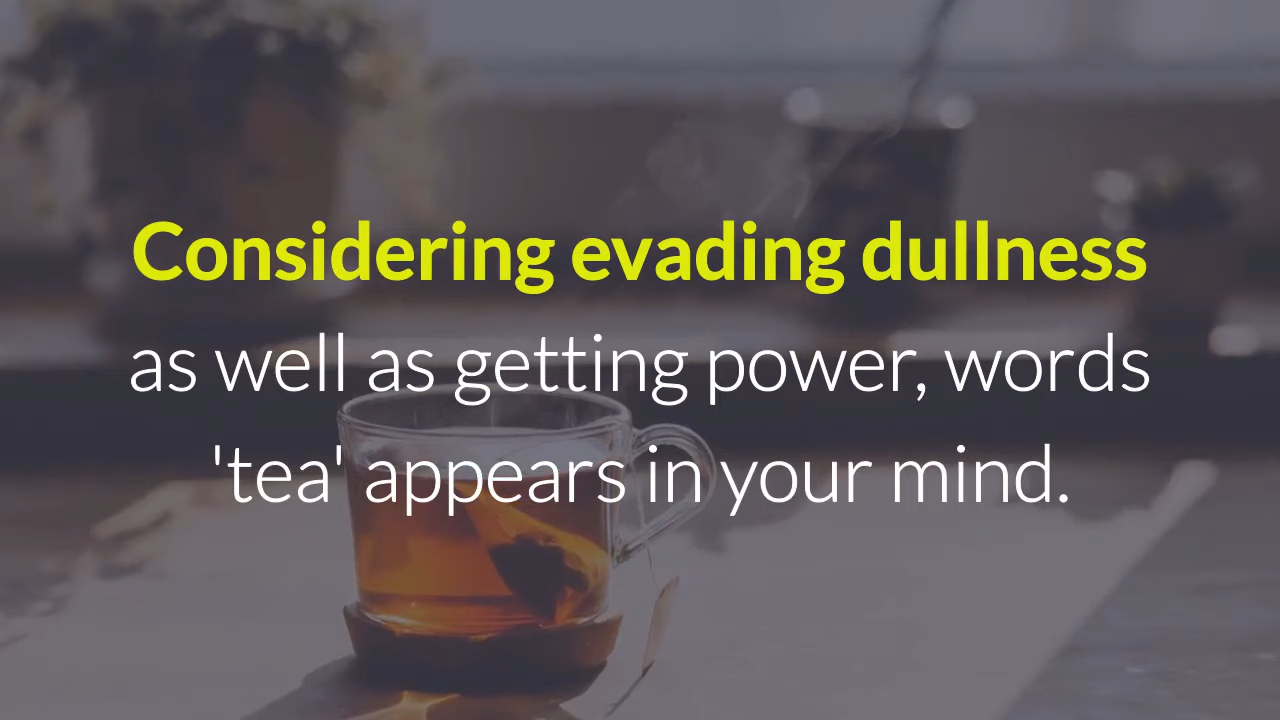 Considering evading dullness
as well as getting power, words
'tea' appears in your mind.